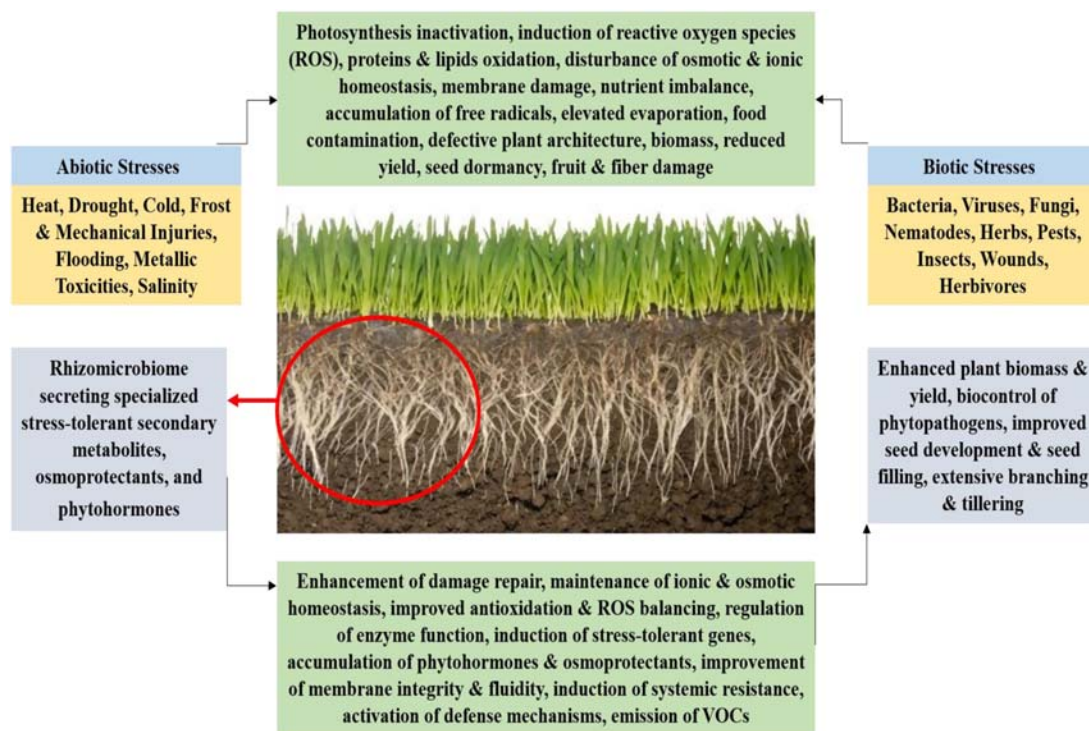 Photosynthesis inactivation, induction of reactive oxygen species
(ROS), proteins & lipids oxidation, disturbance of osmotic & ionic
homeostasis, membrane damage, nutrient imbalance,
accumulation of free radicals, elevated evaporation, food
contamination, defective plant architecture, biomass, reduced
yield, seed dormancy, fruit & fiber damage
Abiotic Stresses
Heat, Drought, Cold, Frost
& Mechanical Injuries,
Flooding, Metallic
Toxicities, Salinity
Biotic Stresses
Bacteria, Viruses, Fungi,
Nematodes, Herbs, Pests,
Insects, Wounds,
Herbivores
Rhizomicrobiome
secreting specialized
stress-tolerant secondary
metabolites,
osmoprotectants, and
phytohormones
Enhanced plant biomass &
yield, biocontrol of
phytopathogens, improved
seed development & seed
filling, extensive branching
& tillering
Enhancement of damage repair, maintenance of ionic & osmotic
homeostasis, improved antioxidation & ROS balancing, regulation
of enzyme function, induction of stress-tolerant genes,
accumulation of phytohormones & osmoprotectants, improvement
of membrane integrity & fluidity, induction of systemic resistance,
activation of defense mechanisms, emission of VOCs